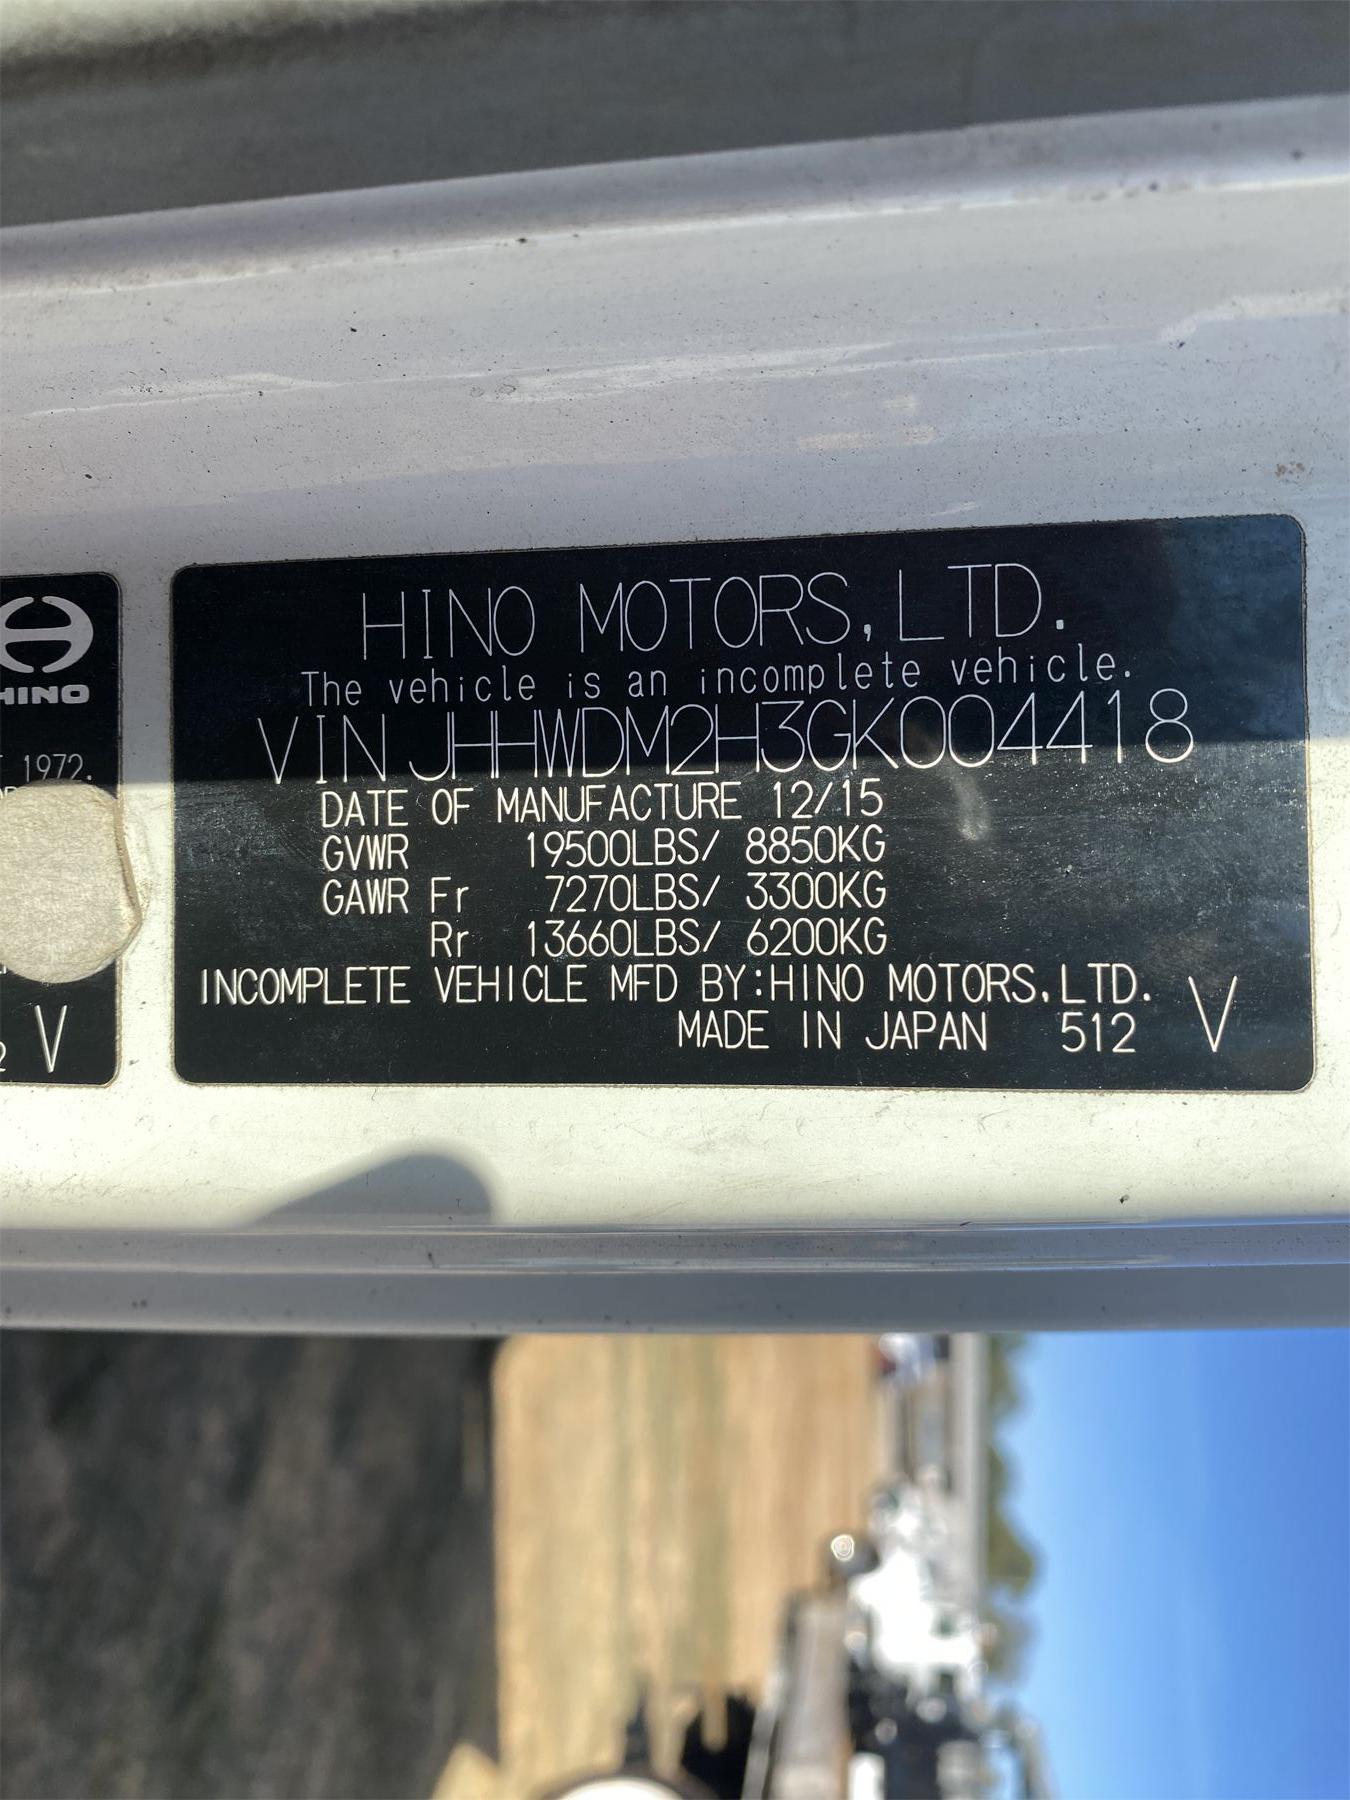 HINO
1972.
2 V
HINO MOTORS, LTD.
The vehicle is an incomplete vehicle.
VIN JHHWDM2H3GK004418
DATE OF MANUFACTURE 12/15
GVWR 19500LBS/ 8850KG
GAWR Fr 7270LBS/ 3300KG
Rr 13660LBS/ 6200KG
INCOMPLETE VEHICLE MFD BY:HINO MOTORS,LTD.
MADE IN JAPAN 512 V